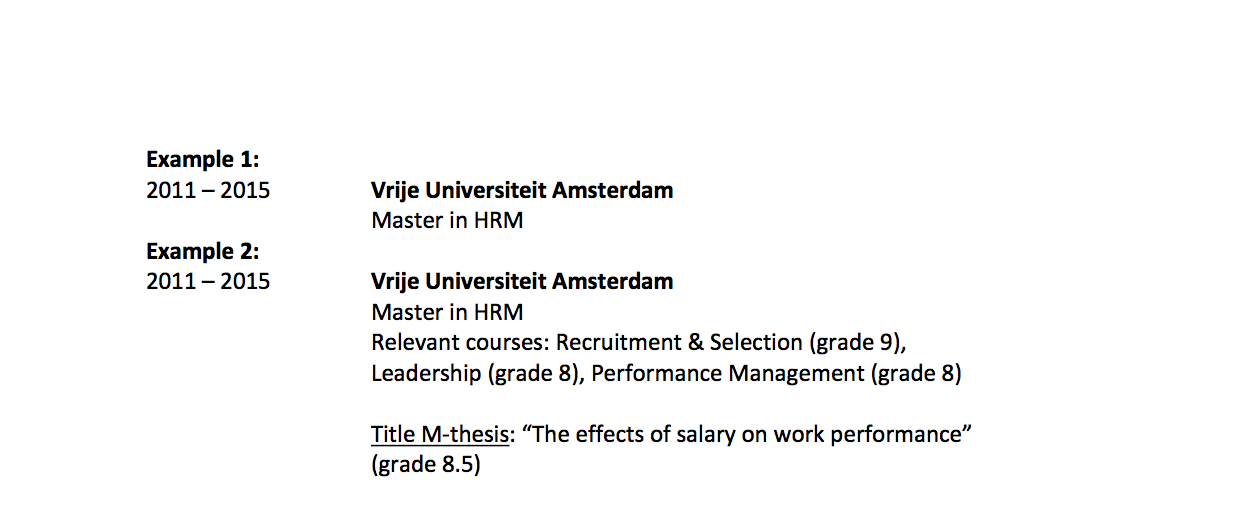 Example 1:
2011 – 2015 Vrije Universiteit Amsterdam
Master in HRM
Example 2:
2011 – 2015 Vrije Universiteit Amsterdam
Master in HRM
Relevant courses: Recruitment & Selection (grade 9),
Leadership (grade 8), Performance Management (grade 8)
Title M-thesis: “The effects of salary on work performance”
(grade 8.5)